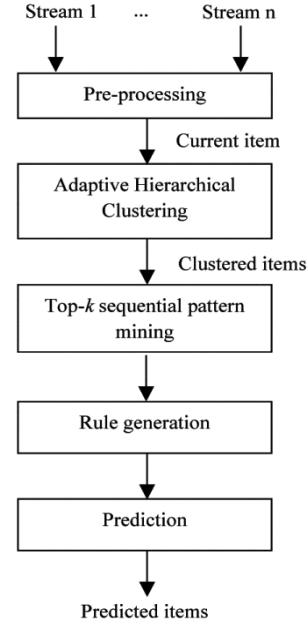 Stream 1 ... Stream n
Pre-processing
Current item
Adaptive Hierarchical
Clustering
Clustered items
Top-k sequential pattern
mining
Rule generation
Prediction
Predicted items